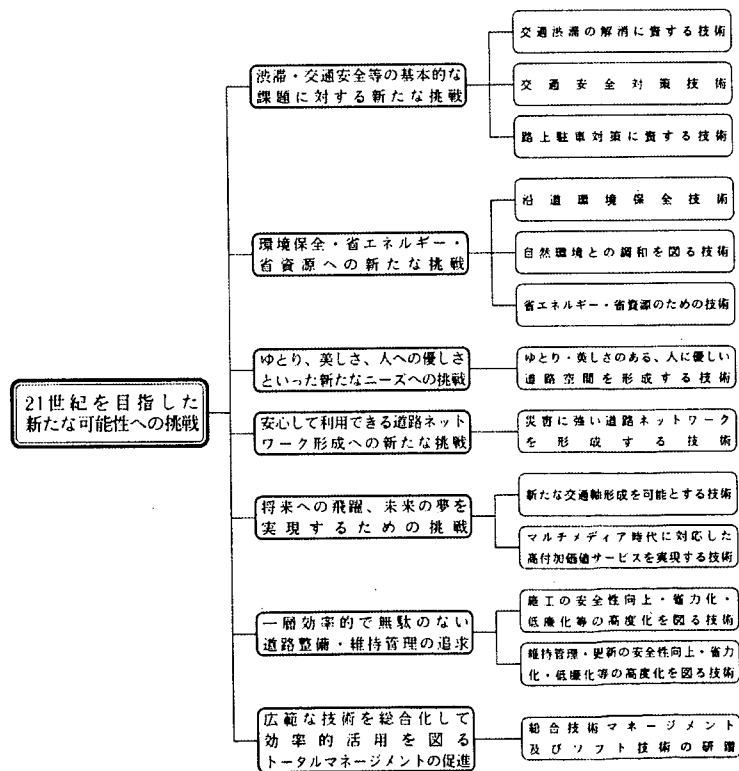 21世紀を目指した
新たな可能性への挑戦
渋滞・交通安全等の基本的な
課題に対する新たな挑戦
交通渋滞の解消に資する技術
交通安全対策技術
路上駐車対策に資する技術
環境保全・省エネルギー・
省資源への新たな挑戦
沿道環境保全技術
自然環境との調和を図る技術
省エネルギー・省資源のための技術
ゆとり、美しさ、人への優しさ
といった新たなニーズへの挑戦
ゆとり・美しさのある、人に優しい
道路空間を形成する技術
安心して利用できる道路ネット
ワーク形成への新たな挑戦
災害に強い道路ネットワーク
を形成する技術
将来への飛躍、未来の夢を
実現するための挑戦
新たな交通軸形成を可能とする技術
マルチメディア時代に対応した
高付加価値サービスを実現する技術
一層効率的で無駄のない
道路整備・維持管理の追求
施工の安全性向上・省力化・
低廉化等の高度化を図る技術
維持管理・更新の安全性向上・省力
化・低廉化等の高度化を図る技術
広範な技術を総合化して
効率的活用を図る
トータルマネージメントの促進
総合技術マネージメント
及びソフト技術の研鑽